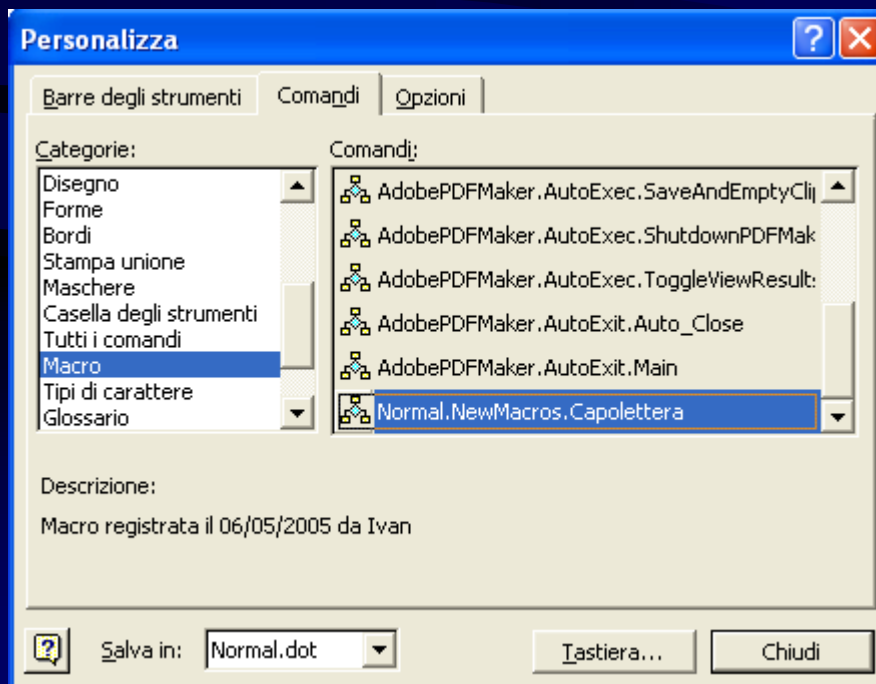 Personalizza
Barre degli strumenti
Comandi
Opzioni
Categorie:
Disegno
Forme
Bordi
Stampa unione
Maschere
Casella degli strumenti
Tutti i comandi
Macro
Tipi di carattere
Glossario
Comandi:
AdobePDFMaker.AutoExec.SaveAndEmptyCli
AdobePDFMaker.AutoExec.ShutdownPDFMak
AdobePDFMaker.AutoExec.ToggleViewResult
AdobePDFMaker.AutoExit.Auto_Close
AdobePDFMaker.AutoExit.Main
Normal.NewMacros.Capolettera
Descrizione:
Macro registrata il 06/05/2005 da Ivan
Salva in:
Normal.dot
Tastiera...
Chiudi